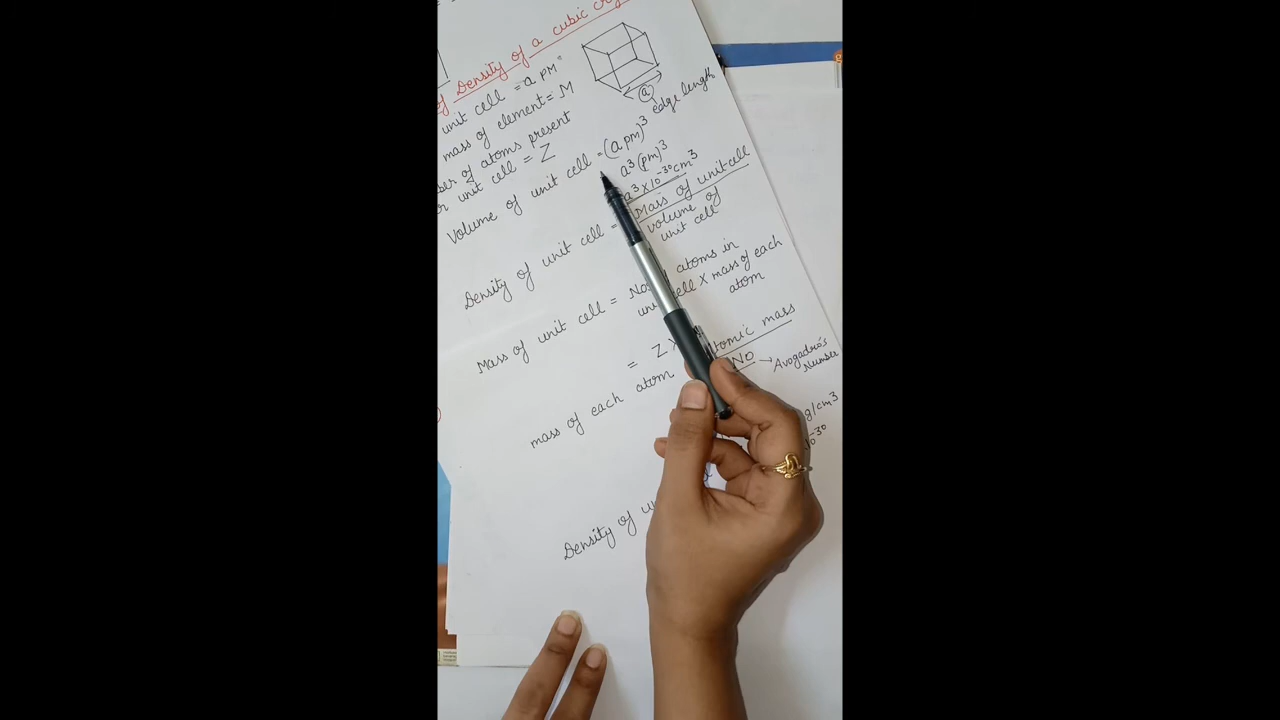 of Density of a cubic
unit cell = a pm
mass of element = M
of atoms present
unit cell = Z
a
edge length
Volume of unit cell = (a pm)³
a³ (pm)³
a³ x 10⁻³⁰ cm³
Density of unit cell = Mass of unit cell
volume of
unit cell
Mass of unit cell = No atoms in
cell x mass of each
atom
= Z x
mass of each atom mass
No → Avogadro's
Number
g/cm³
10⁻³⁰
Density of